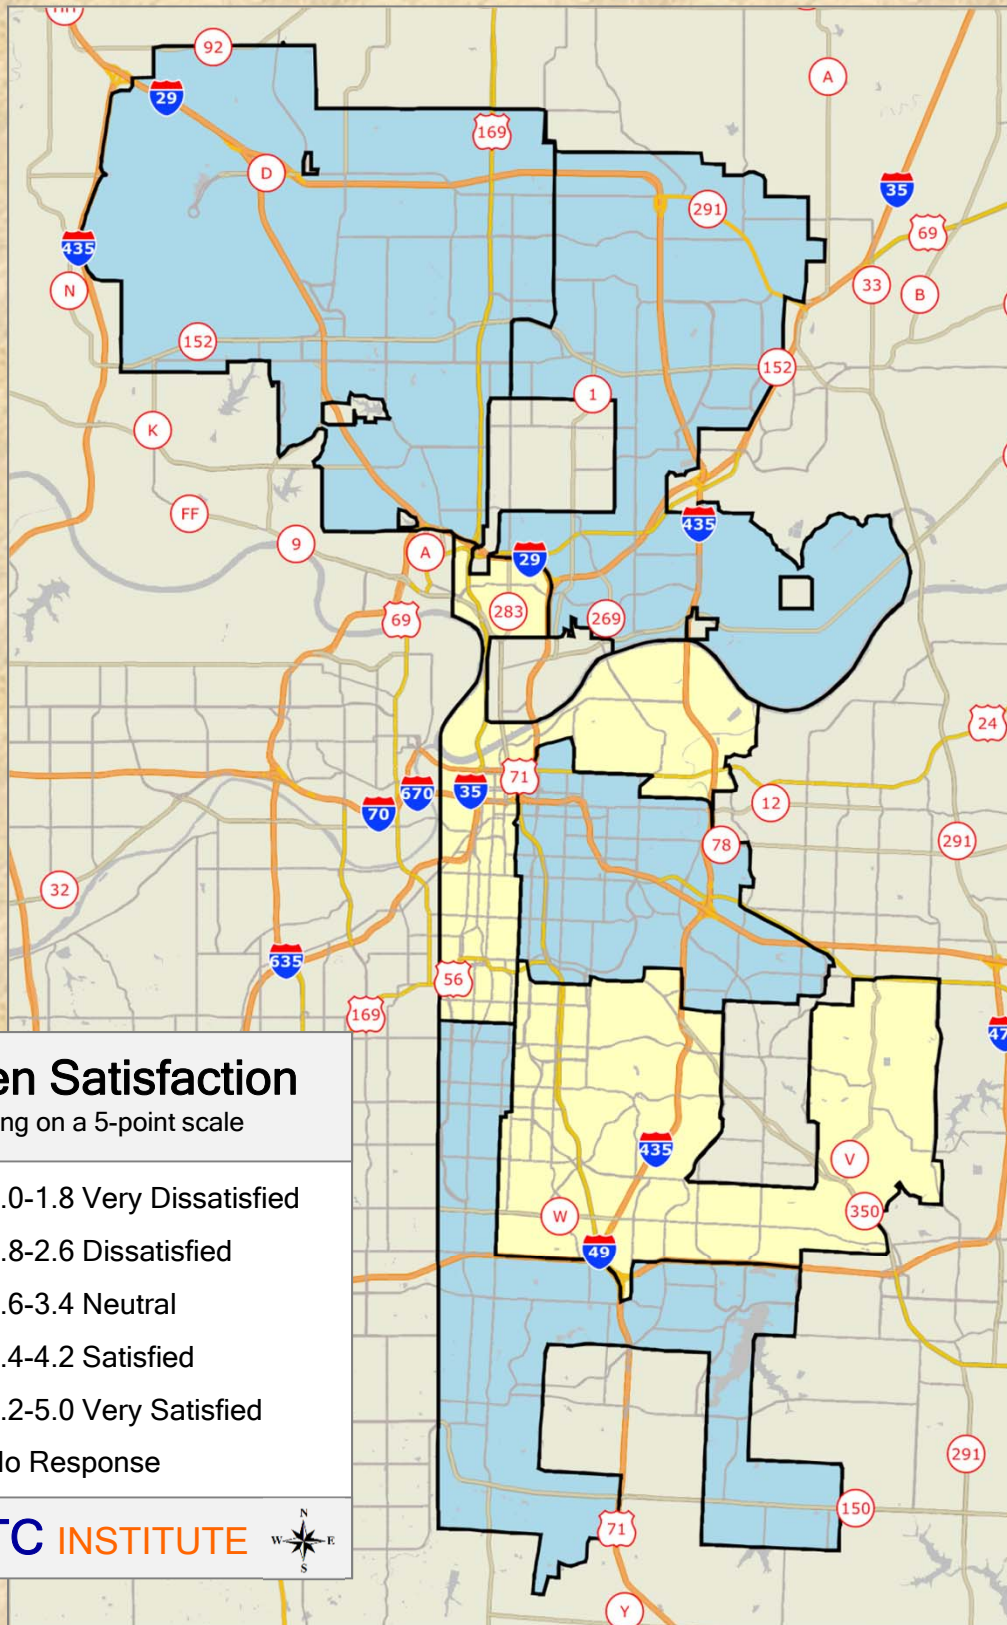 92
29
169
A
D
35
291
435
69
N
33
B
152
152
1
K
FF
435
9
A
29
283
269
69
24
71
670
35
12
70
78
291
32
635
56
169
47
en Satisfaction
ing on a 5-point scale
.0-1.8 Very Dissatisfied
.8-2.6 Dissatisfied
.6-3.4 Neutral
.4-4.2 Satisfied
.2-5.0 Very Satisfied
No Response
TC INSTITUTE
N
W E
S
435
V
350
W
49
291
150
71
Y